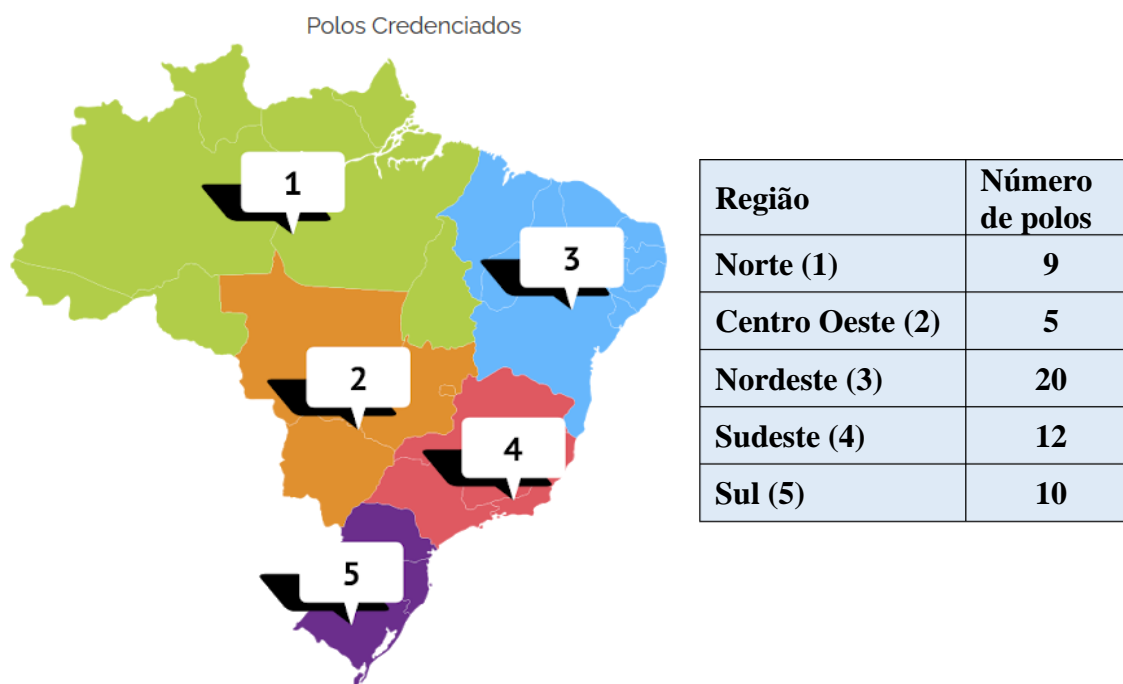 Polos Credenciados
1
3
2
4
5
Região
Número
de polos
Norte (1)
9
Centro Oeste (2)
5
Nordeste (3)
20
Sudeste (4)
12
Sul (5)
10